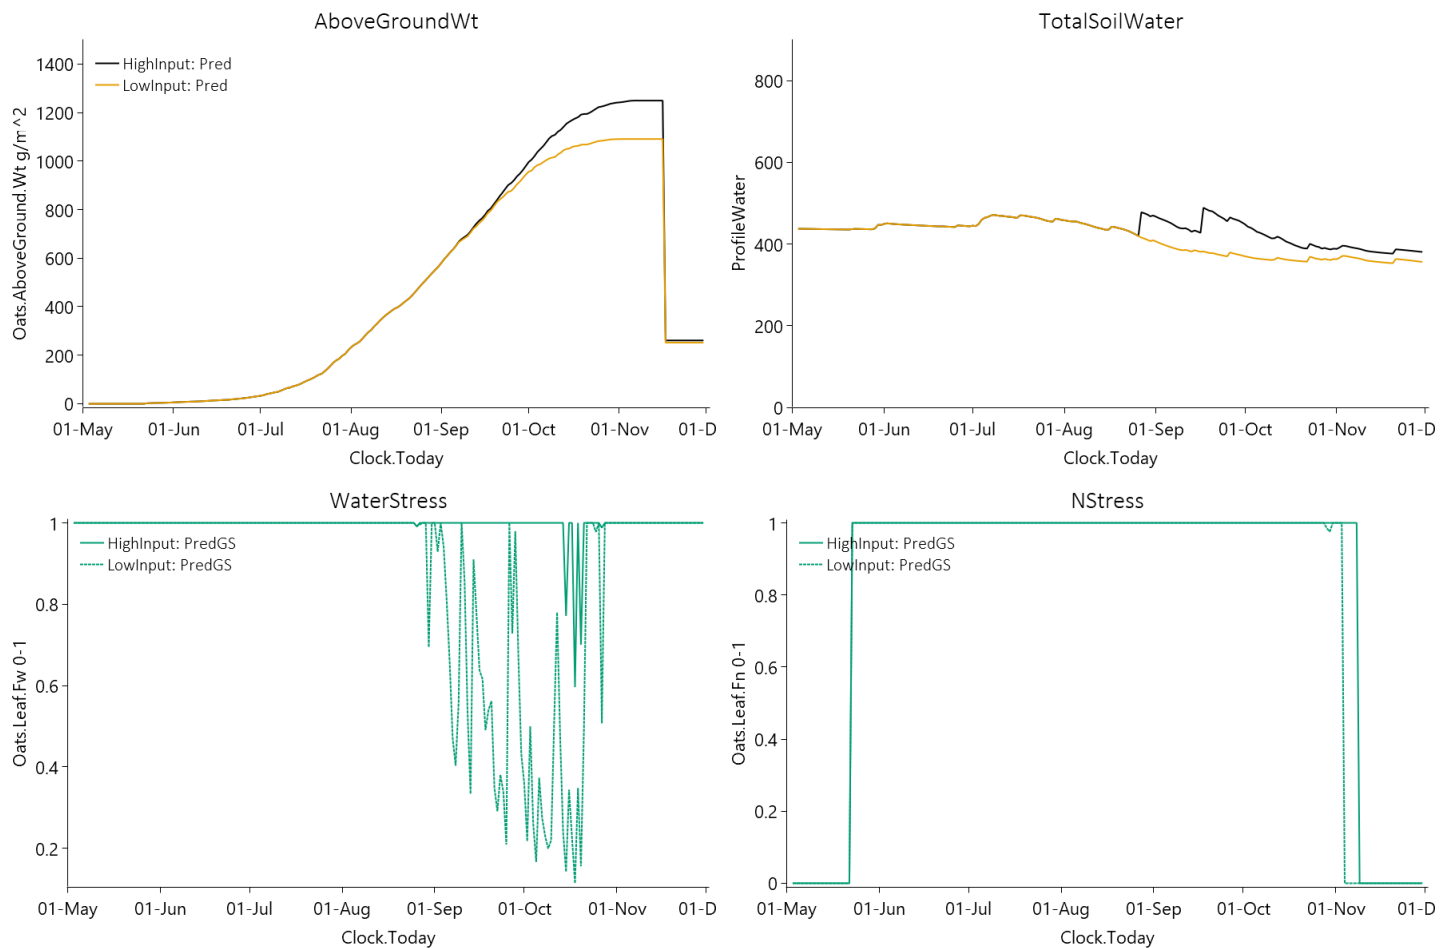 AboveGroundWt
1400
1200
1000
800
600
400
200
0
Oats.AboveGround.Wt g/m^2
HighInput: Pred
LowInput: Pred
01-May 01-Jun 01-Jul 01-Aug 01-Sep 01-Oct 01-Nov 01-D
Clock.Today
TotalSoilWater
800
600
400
200
0
ProfileWater
01-May 01-Jun 01-Jul 01-Aug 01-Sep 01-Oct 01-Nov 01-D
Clock.Today
WaterStress
1
0.8
0.6
0.4
0.2
Oats.Leaf.Fw 0-1
HighInput: PredGS
LowInput: PredGS
01-May 01-Jun 01-Jul 01-Aug 01-Sep 01-Oct 01-Nov 01-D
Clock.Today
NStress
1
0.8
0.6
0.4
0.2
0
Oats.Leaf.Fn 0-1
HighInput: PredGS
LowInput: PredGS
01-May 01-Jun 01-Jul 01-Aug 01-Sep 01-Oct 01-Nov 01-D
Clock.Today